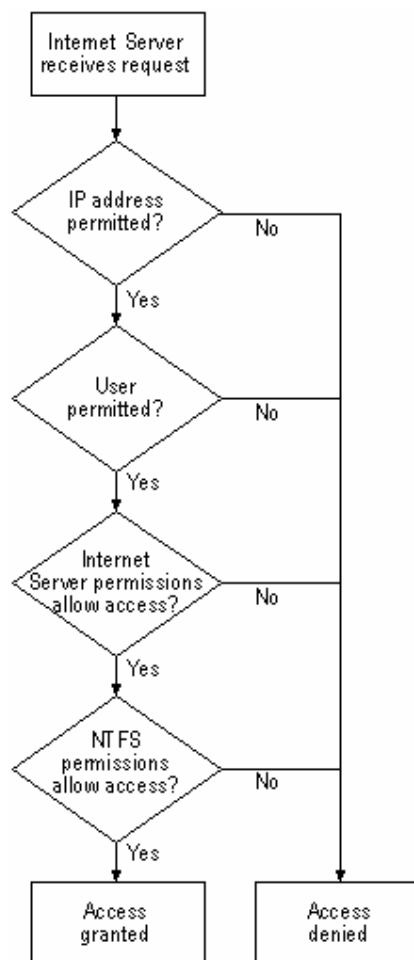 Internet Server
receives request
IP address
permitted?
No
Yes
User
permitted?
No
Yes
Internet
Server permissions
allow access?
No
Yes
NTFS
permissions
allow access?
No
Yes
Access
granted
Access
denied